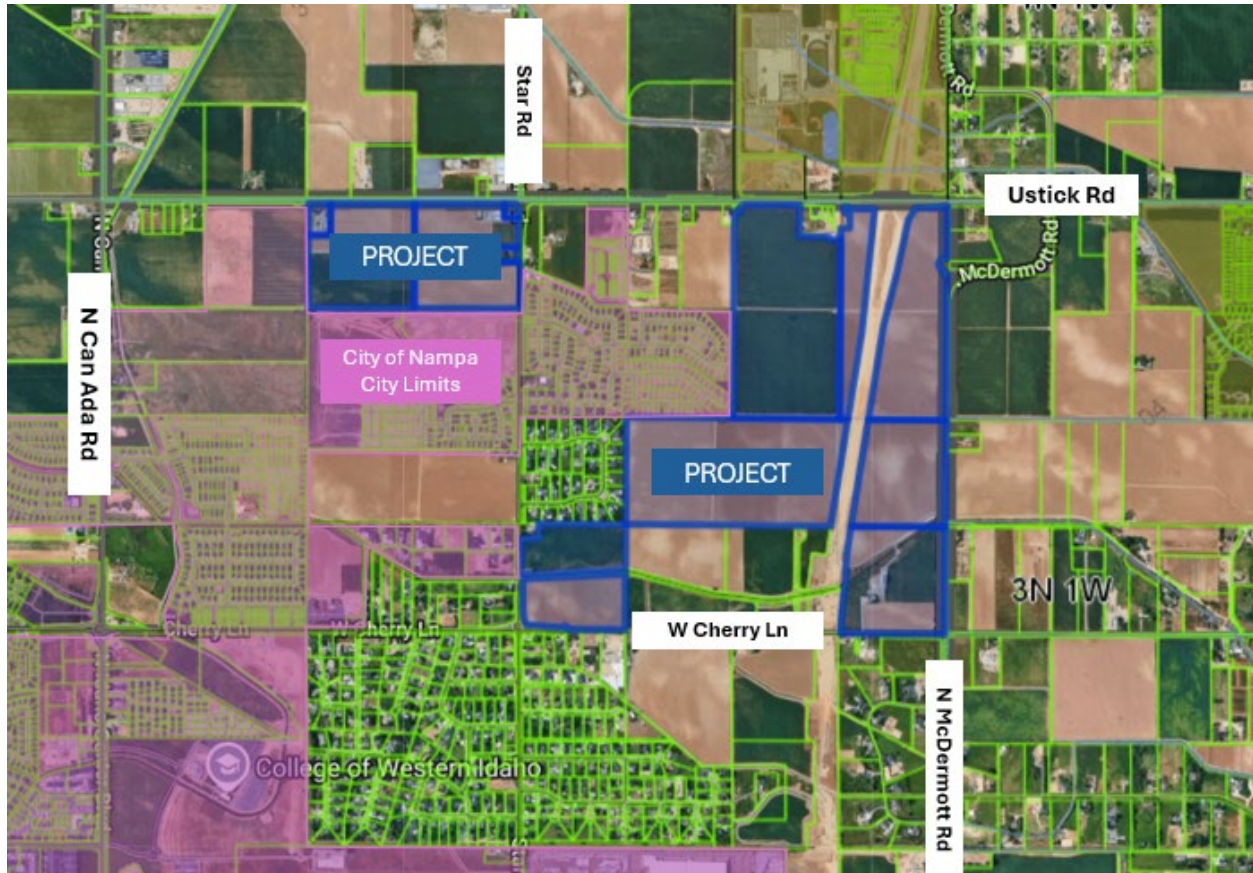 Star Rd
Ustick Rd
McDermott Rd
PROJECT
N Can Ada Rd
City of Nampa
City Limits
PROJECT
3N 1W
Cherry Ln
W Cherry Ln
W Cherry Ln
N McDermott Rd
College of Western Idaho